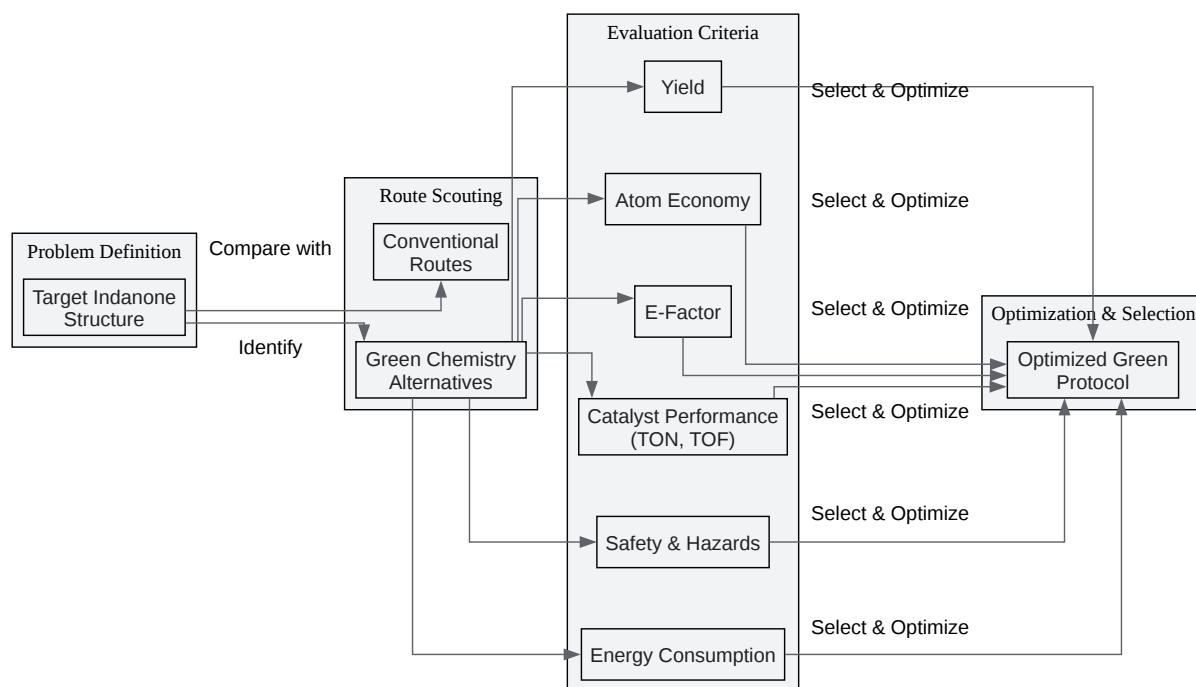 Problem Definition
Target Indanone
Structure
Compare with
Identify
Route Scouting
Conventional
Routes
Green Chemistry
Alternatives
Evaluation Criteria
Yield
Atom Economy
E-Factor
Catalyst Performance
(TON, TOF)
Safety & Hazards
Energy Consumption
Select & Optimize
Select & Optimize
Select & Optimize
Select & Optimize
Select & Optimize
Select & Optimize
Optimization & Selection
Optimized Green
Protocol